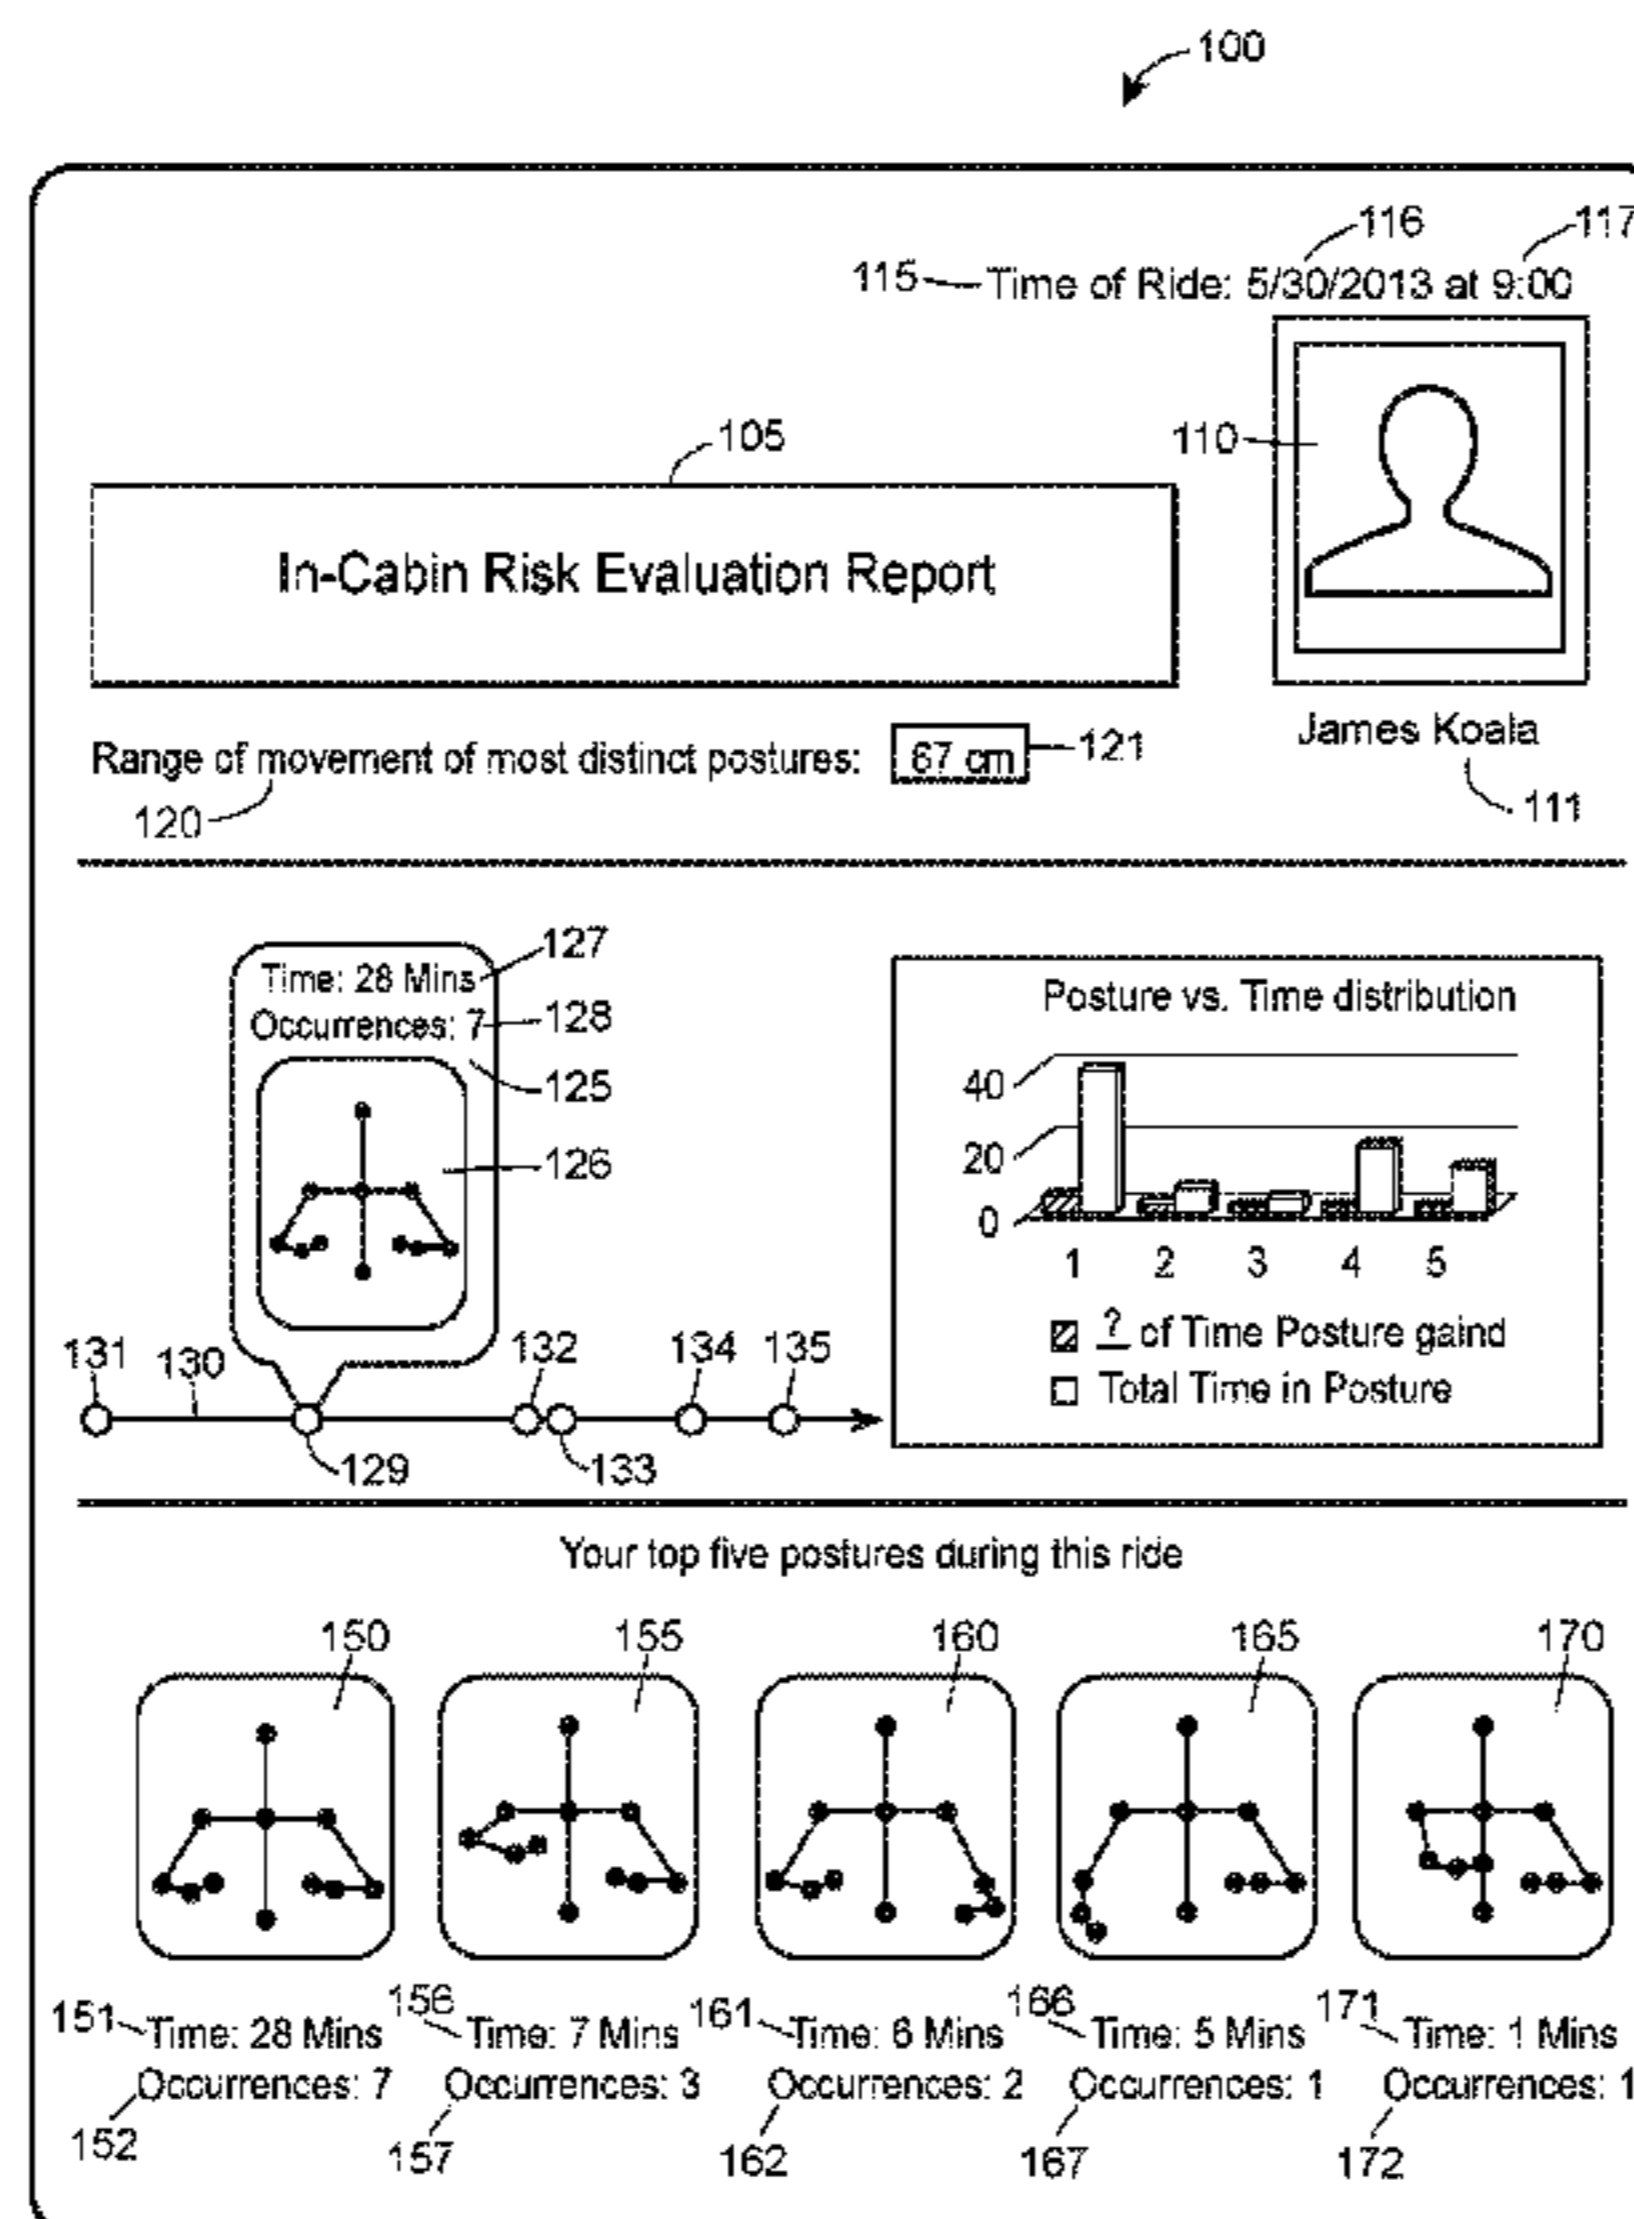 100
116
117
115 Time of Ride: 5/30/2013 at 9:00
105
110
In-Cabin Risk Evaluation Report
James Koala
111
Range of movement of most distinct postures: 67 cm 121
120
Time: 28 Mins 127
Occurrences: 7 128
125
126
131 130 132 134 135
129 133
Posture vs. Time distribution
40
20
0
1 2 3 4 5
? of Time Posture gaind
Total Time in Posture
Your top five postures during this ride
150 155 160 165 170
151 156 161 166 171
Time: 28 Mins Time: 7 Mins Time: 6 Mins Time: 5 Mins Time: 1 Mins
Occurrences: 7 Occurrences: 3 Occurrences: 2 Occurrences: 1 Occurrences: 1
152 157 162 167 172